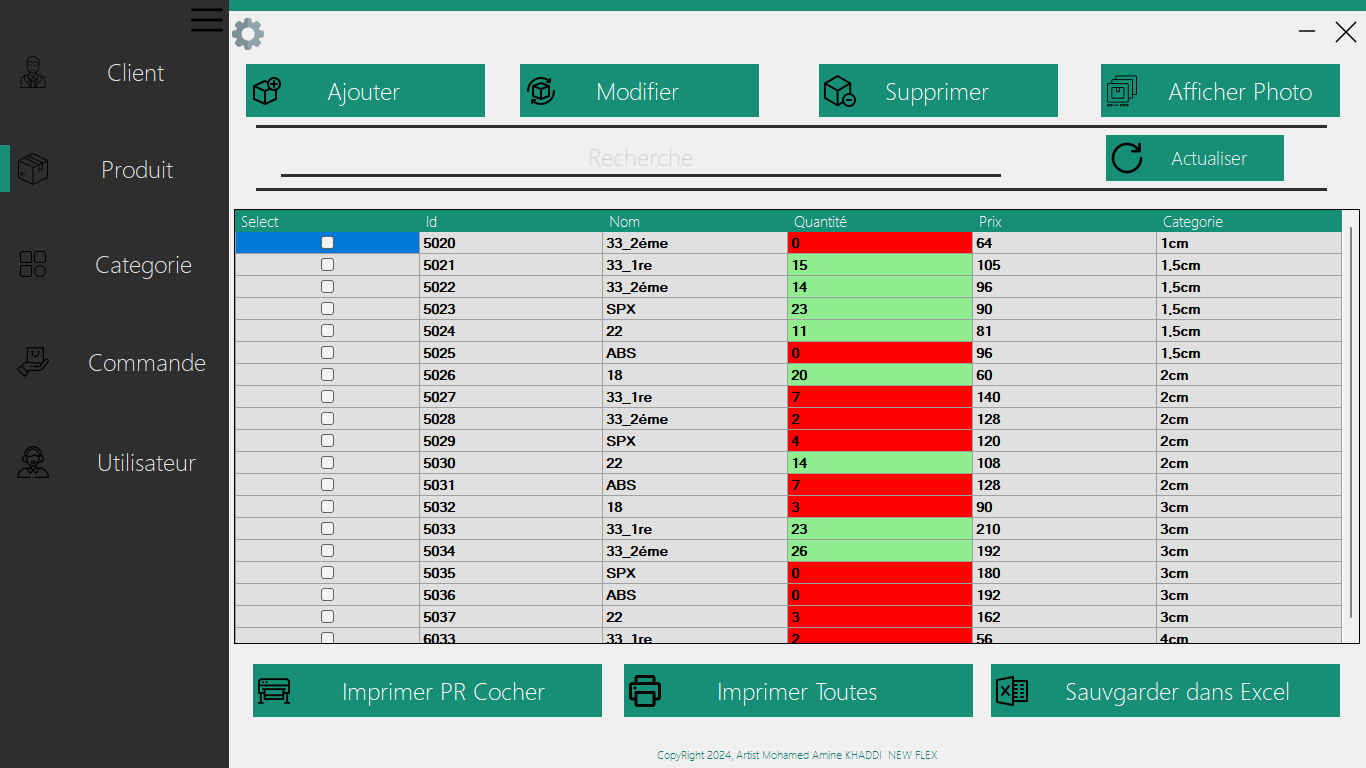 Client
Produit
Categorie
Commande
Utilisateur
Ajouter Modifier Supprimer Afficher Photo
Recherche Actualiser
Select Id Nom Quantité Prix Categorie
5020 33_2éme 0 64 1cm
5021 33_1re 15 105 1.5cm
5022 33_2éme 14 96 1.5cm
5023 SPX 23 90 1.5cm
5024 22 11 81 1.5cm
5025 ABS 0 96 1.5cm
5026 18 20 60 2cm
5027 33_1re 7 140 2cm
5028 33_2éme 2 128 2cm
5029 SPX 4 120 2cm
5030 22 14 108 2cm
5031 ABS 7 128 2cm
5032 18 3 90 3cm
5033 33_1re 23 210 3cm
5034 33_2éme 26 192 3cm
5035 SPX 0 180 3cm
5036 ABS 0 192 3cm
5037 22 3 162 3cm
6033 33_1re 2 56 4cm
Imprimer PR Cocher Imprimer Toutes Sauvgarder dans Excel
CopyRight 2024, Artist Mohamed Amine KHADDI NEW FLEX